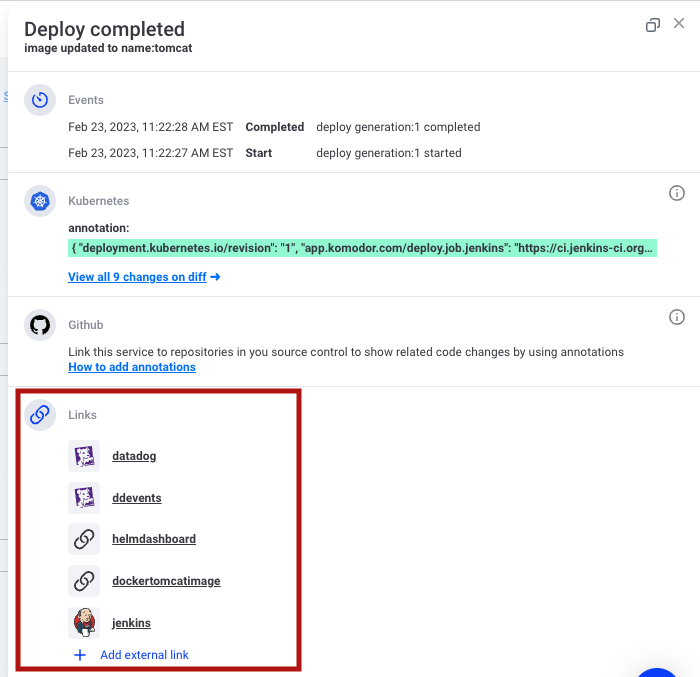 Deploy completed
image updated to name:tomcat
Events
Feb 23, 2023, 11:22:28 AM EST Completed deploy generation:1 completed
Feb 23, 2023, 11:22:27 AM EST Start deploy generation:1 started
Kubernetes
annotation:
{ "deployment.kubernetes.io/revision": "1", "app.komodor.com/deploy.job.jenkins": "https://ci.jenkins-ci.org...
View all 9 changes on diff →
Github
Link this service to repositories in you source control to show related code changes by using annotations
How to add annotations
Links
datadog
ddevents
helmdashboard
dockertomcatimage
jenkins
+ Add external link